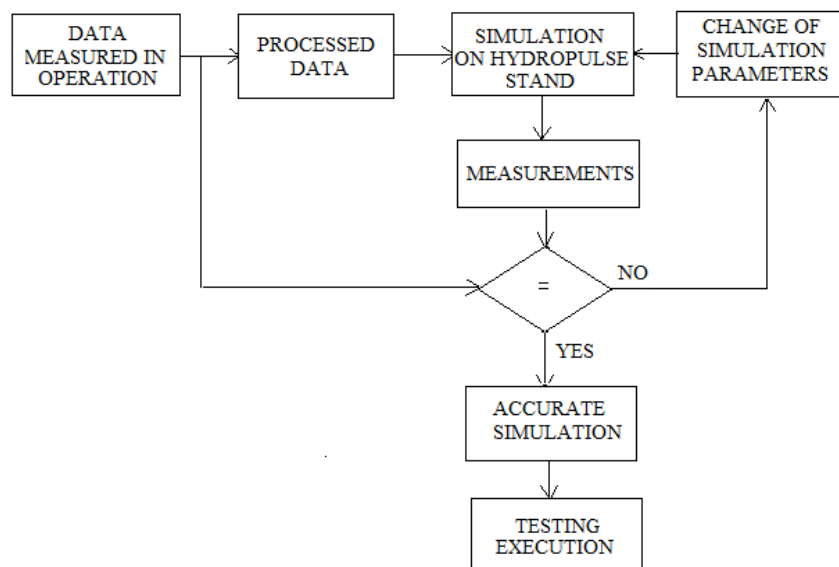 DATA
MEASURED IN
OPERATION
PROCESSED
DATA
SIMULATION
ON HYDROPULSE
STAND
CHANGE OF
SIMULATION
PARAMETERS
MEASUREMENTS
=
NO
YES
ACCURATE
SIMULATION
TESTING
EXECUTION